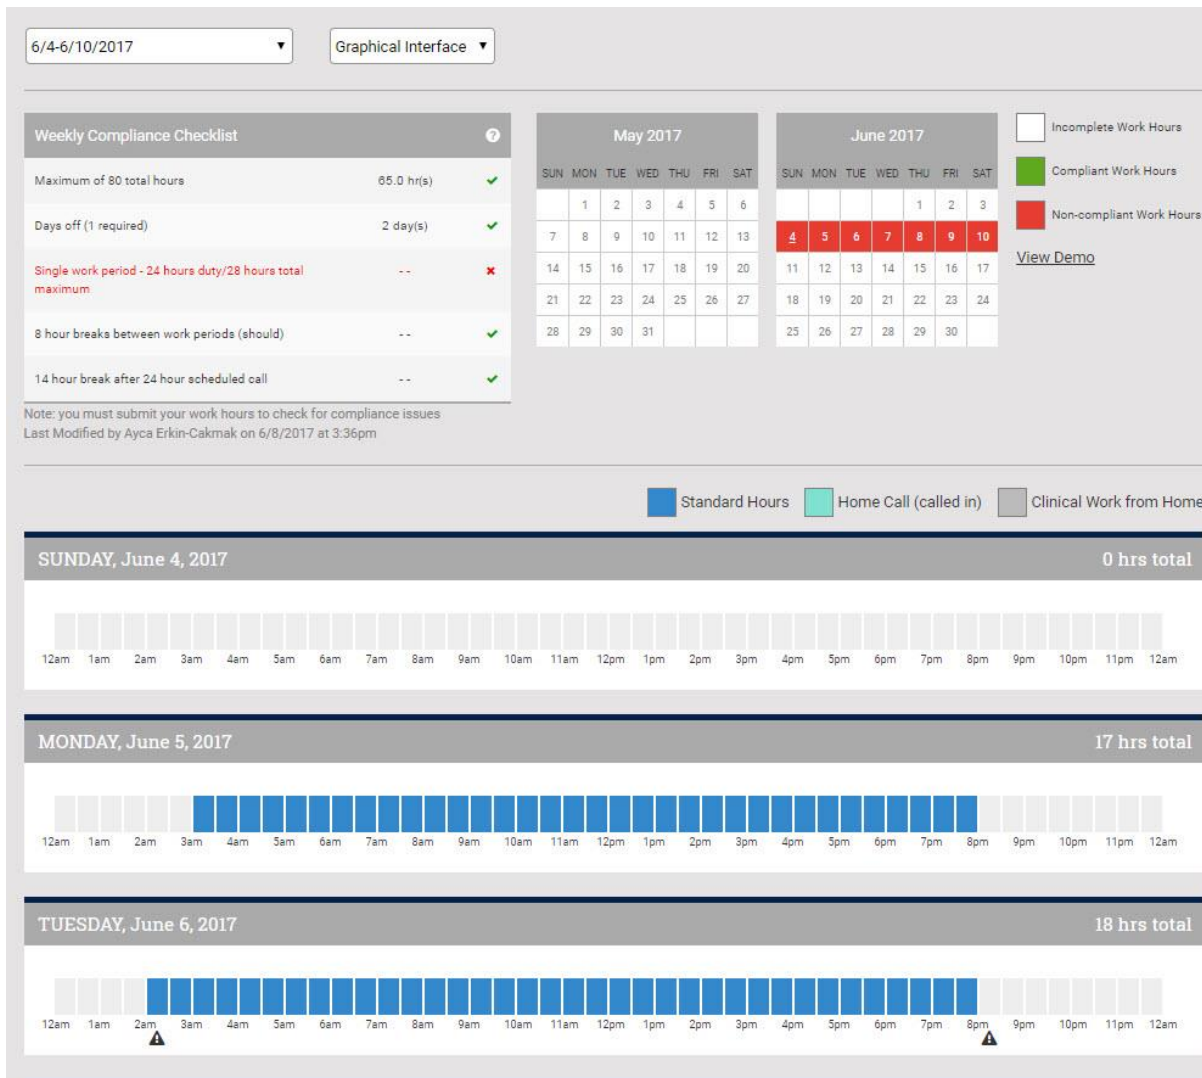 6/4-6/10/2017 Graphical Interface
Weekly Compliance Checklist
Maximum of 80 total hours 65.0 hr(s)
Days off (1 required) 2 day(s)
Single work period - 24 hours duty/28 hours total
maximum
--
8 hour breaks between work periods (should) --
14 hour break after 24 hour scheduled call --
Note: you must submit your work hours to check for compliance issues
Last Modified by Ayca Erkin-Cakmak on 6/8/2017 at 3:36pm
May 2017
SUN MON TUE WED THU FRI SAT
1 2 3 4 5 6
7 8 9 10 11 12 13
14 15 16 17 18 19 20
21 22 23 24 25 26 27
28 29 30 31
June 2017
SUN MON TUE WED THU FRI SAT
1 2 3
4 5 6 7 8 9 10
11 12 13 14 15 16 17
18 19 20 21 22 23 24
25 26 27 28 29 30
Incomplete Work Hours
Compliant Work Hours
Non-compliant Work Hours
View Demo
Standard Hours Home Call (called in) Clinical Work from Home
SUNDAY, June 4, 2017 0 hrs total
12am 1am 2am 3am 4am 5am 6am 7am 8am 9am 10am 11am 12pm 1pm 2pm 3pm 4pm 5pm 6pm 7pm 8pm 9pm 10pm 11pm 12am
MONDAY, June 5, 2017 17 hrs total
12am 1am 2am 3am 4am 5am 6am 7am 8am 9am 10am 11am 12pm 1pm 2pm 3pm 4pm 5pm 6pm 7pm 8pm 9pm 10pm 11pm 12am
TUESDAY, June 6, 2017 18 hrs total
12am 1am 2am 3am 4am 5am 6am 7am 8am 9am 10am 11am 12pm 1pm 2pm 3pm 4pm 5pm 6pm 7pm 8pm 9pm 10pm 11pm 12am